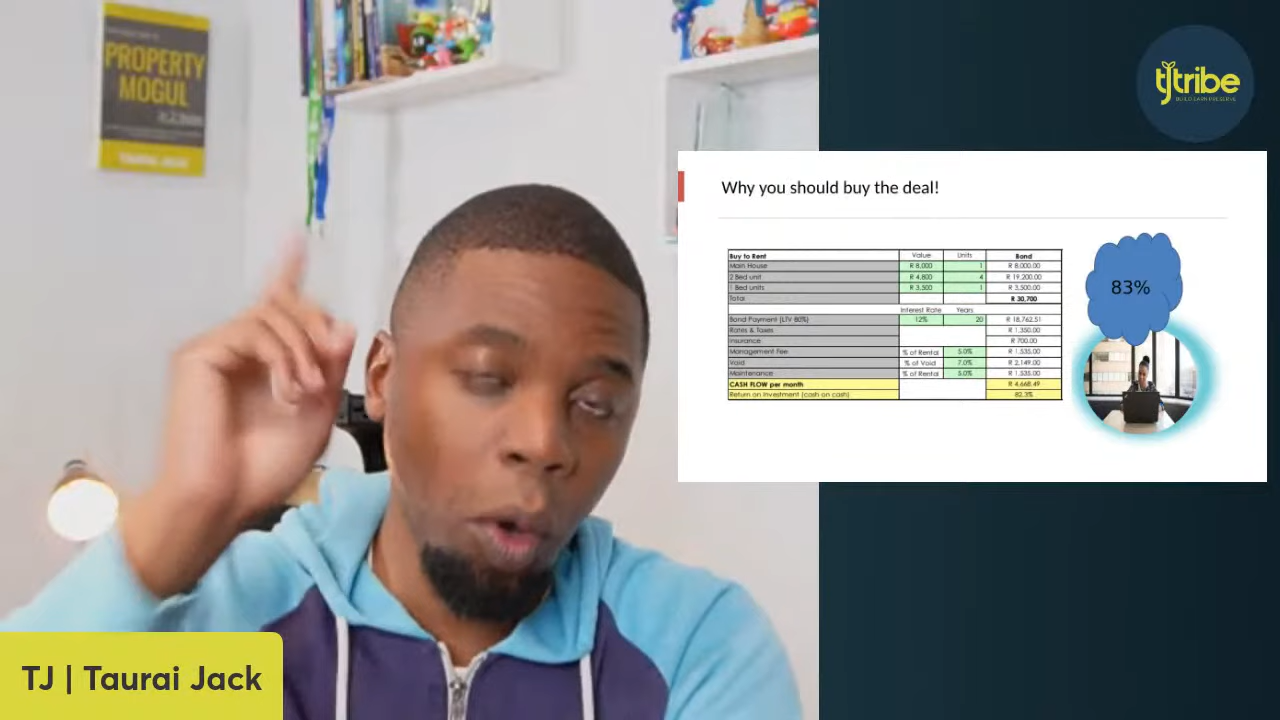 PROPERTY
MOGUL
TAURAI JACK
tjtribe
BUILD EARN PRESERVE
Why you should buy the deal!
Buy to Rent Value Units Bond
Main House R 8,000 1 R 8,000.00
2 Bed unit R 4,800 4 R 19,200.00
1 Bed units R 3,500 1 R 3,500.00
Total R 30,700
Interest Rate Years
Bond Payment (LTV 80%) 12% 20 R 18,762.51
Rates & Taxes R 1,350.00
Insurance R 700.00
Management Fee % of Rental 5.0% R 1,535.00
Void % of Void 7.0% R 2,149.00
Maintenance % of Rental 5.0% R 1,535.00
CASH FLOW per month R 4,668.49
Return on Investment (cash on cash) 82.3%
83%
TJ | Taurai Jack